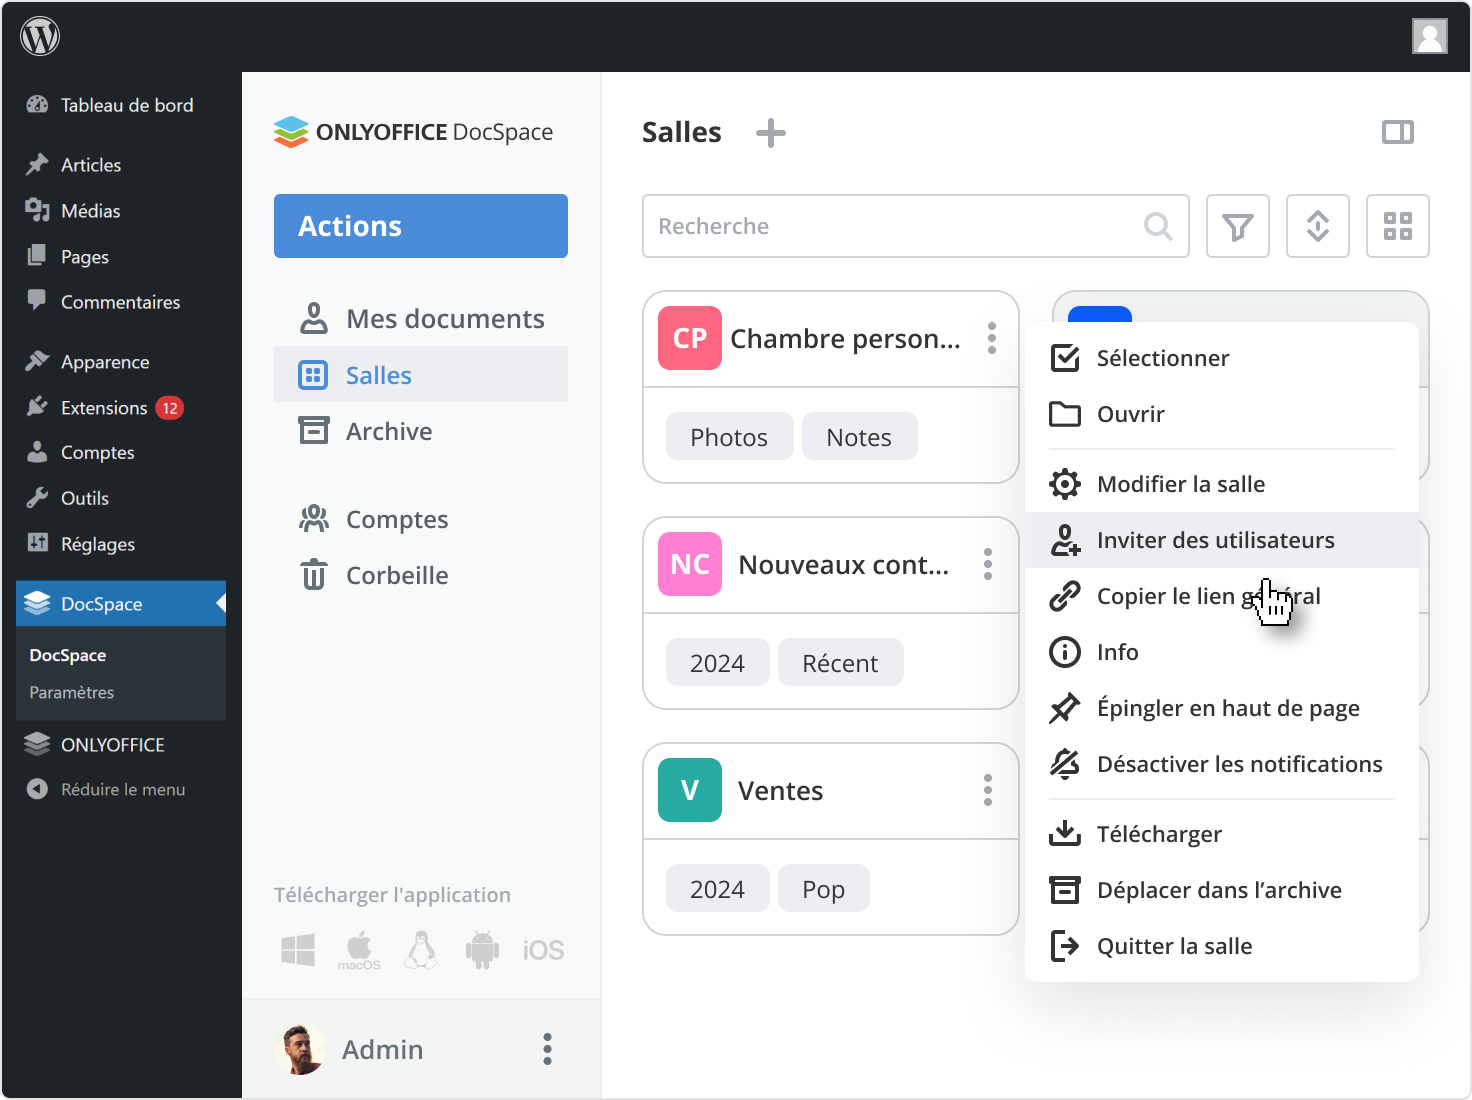 Tableau de bord
Articles
Médias
Pages
Commentaires
Apparence
Extensions 12
Comptes
Outils
Réglages
DocSpace
DocSpace
Paramètres
ONLYOFFICE
Réduire le menu
ONLYOFFICE DocSpace
Actions
Mes documents
Salles
Archive
Comptes
Corbeille
Télécharger l'application
macOS
iOS
Admin
Salles
Recherche
CP Chambre person...
Photos Notes
NC Nouveaux cont...
2024 Récent
V Ventes
2024 Pop
Sélectionner
Ouvrir
Modifier la salle
Inviter des utilisateurs
Copier le lien général
Info
Épingler en haut de page
Désactiver les notifications
Télécharger
Déplacer dans l’archive
Quitter la salle